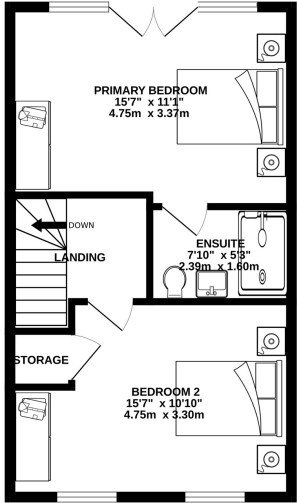 PRIMARY BEDROOM
15'7" x 11'1"
4.75m x 3.37m
DOWN
LANDING
ENSUITE
7'10" x 5'3"
2.39m x 1.60m
STORAGE
BEDROOM 2
15'7" x 10'10"
4.75m x 3.30m